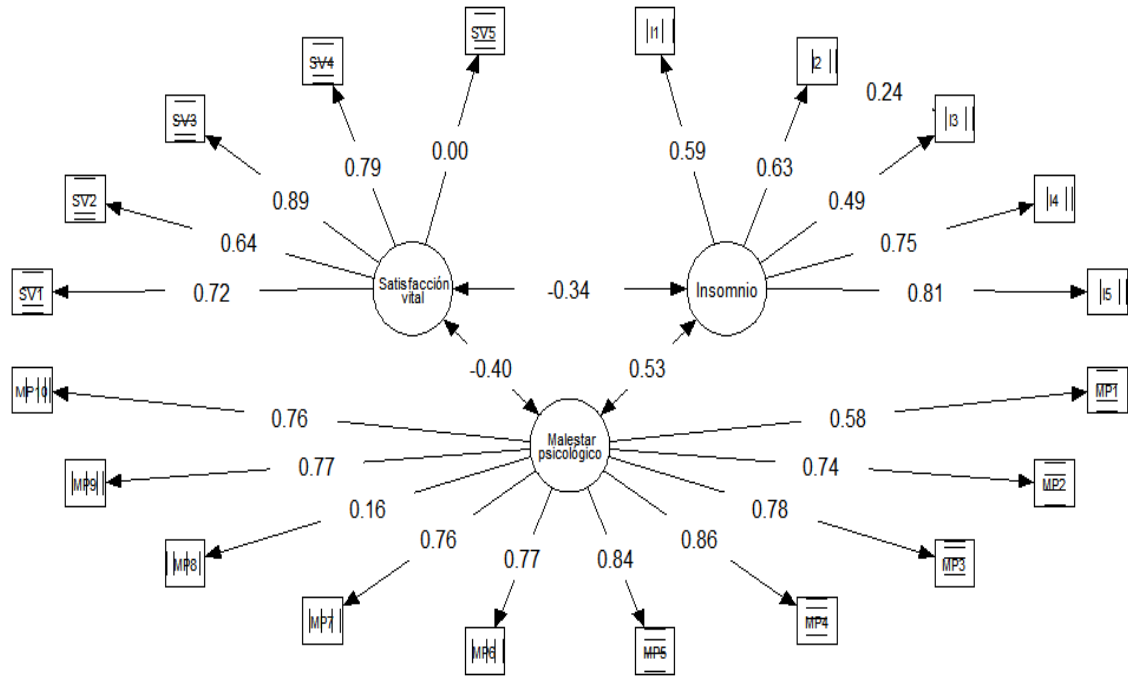 SV5
I1
SV4
I2
0.24
SV3
I3
0.79
0.00
0.59
0.63
SV2
0.89
0.49
I4
0.64
0.75
SV1
0.72
Satisfacción
vital
-0.34
Insomnio
0.81
I5
-0.40
0.53
MP10
0.76
0.58
MP1
Malestar
psicológico
0.77
0.74
MP9
MP2
0.16
0.78
0.76
0.77
0.84
0.86
MP8
MP3
MP7
MP4
MP6
MP5